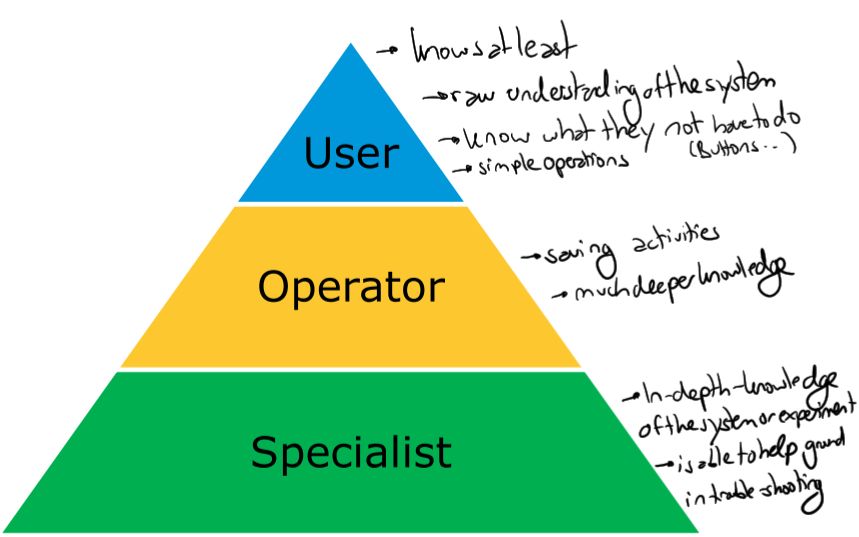 → knows at least
→ raw understanding of the system
→ know what they not have to do
(Buttons...)
→ simple operations
User
→ saving activities
→ much deeper knowledge
Operator
→ In-depth-knowledge
of the system or experiment
→ is able to help ground
in trouble-shooting
Specialist